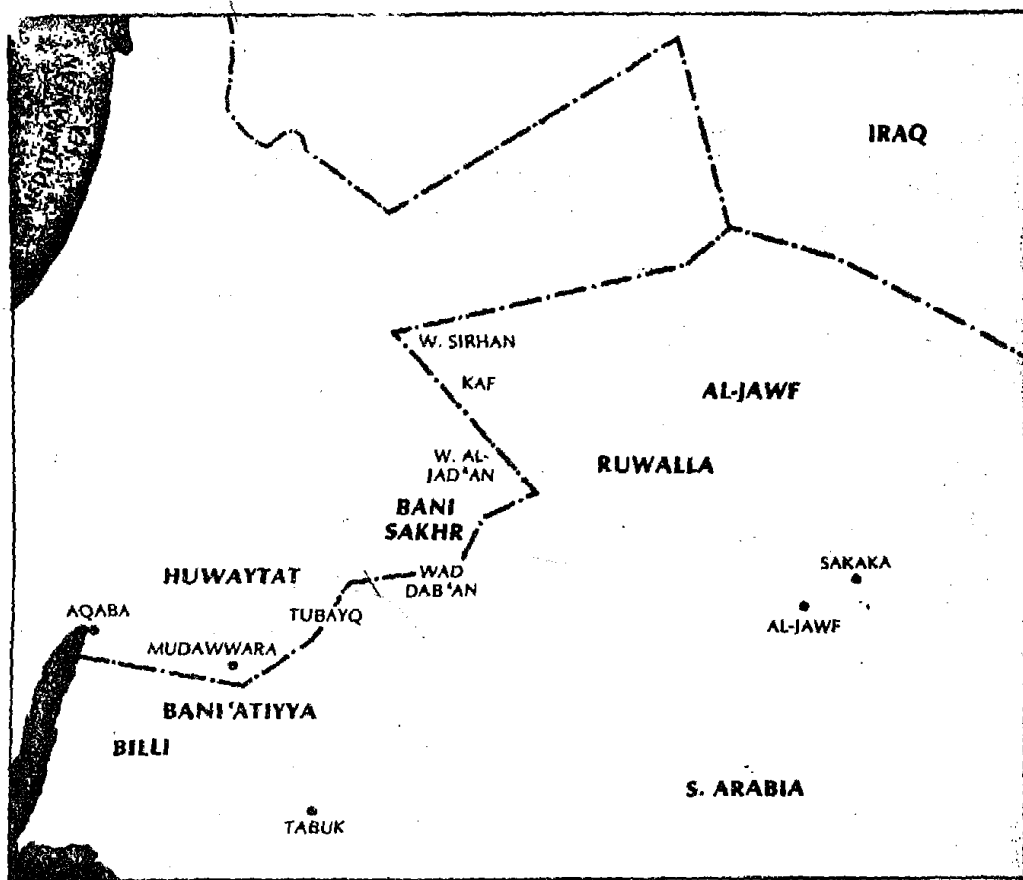 IRAQ
W. SIRHAN
KAF
AL-JAWF
W. AL-
JAD'AN
RUWALLA
BANI
SAKHR
HUWAYTAT
WAD
DAB'AN
SAKAKA
AQABA
TUBAYQ
AL-JAWF
MUDAWWARA
BANI 'ATIYYA
BILLI
S. ARABIA
TABUK